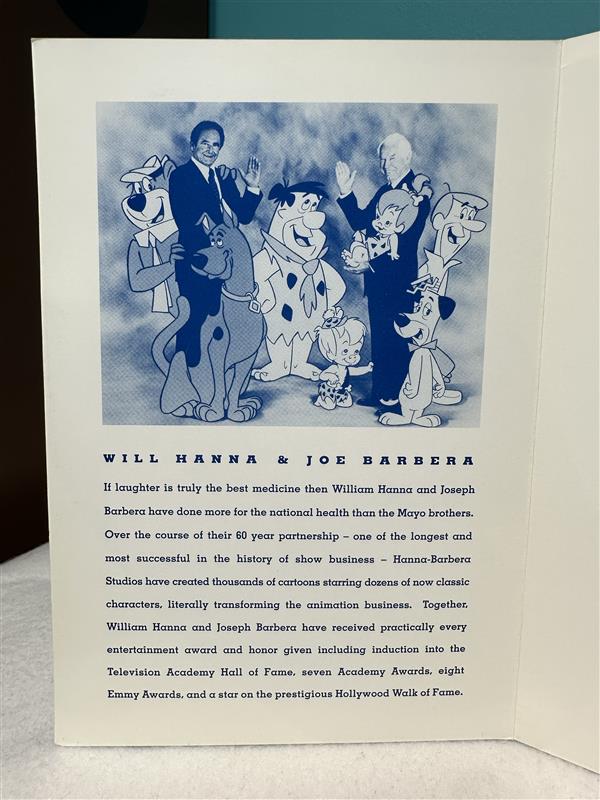 WILL HANNA & JOE BARBERA
If laughter is truly the best medicine then William Hanna and Joseph
Barbera have done more for the national health than the Mayo brothers.
Over the course of their 60 year partnership – one of the longest and
most successful in the history of show business – Hanna-Barbera
Studios have created thousands of cartoons starring dozens of now classic
characters, literally transforming the animation business. Together,
William Hanna and Joseph Barbera have received practically every
entertainment award and honor given including induction into the
Television Academy Hall of Fame, seven Academy Awards, eight
Emmy Awards, and a star on the prestigious Hollywood Walk of Fame.